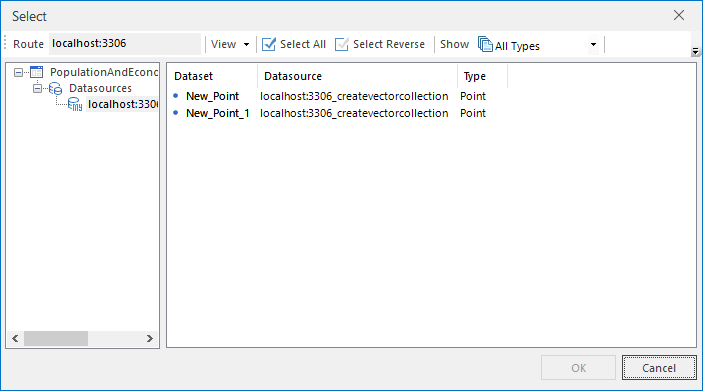 Select
Route localhost:3306 View Select All Select Reverse Show All Types
PopulationAndEcono
Datasources
localhost:330
Dataset Datasource Type
New_Point localhost:3306_createvectorcollection Point
New_Point_1 localhost:3306_createvectorcollection Point
OK Cancel